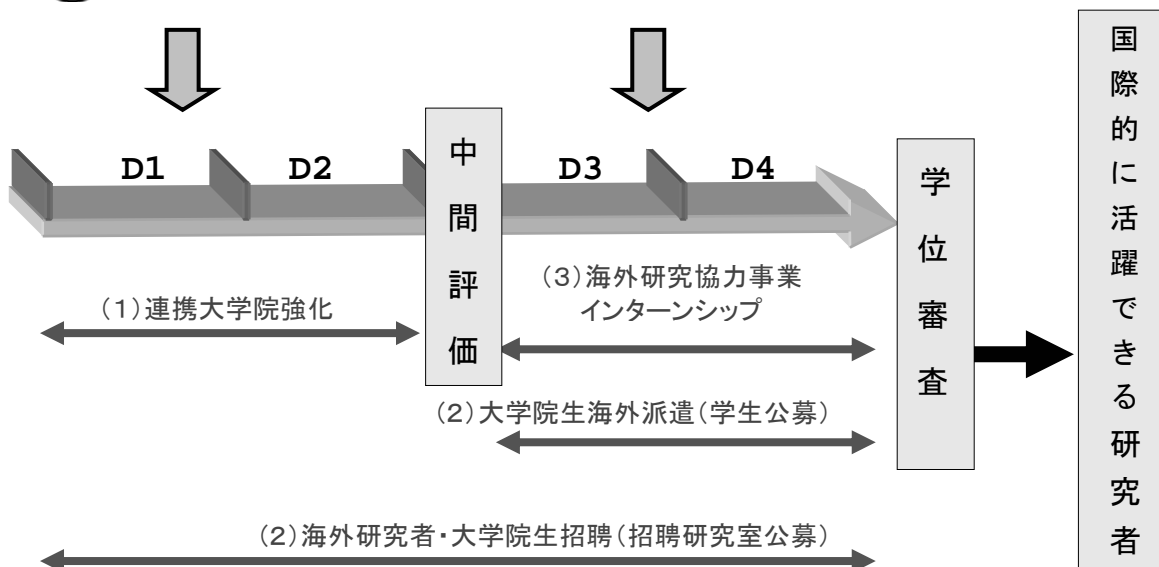 D1
D2
中間評価
D3
D4
学位審査
国際的に活躍できる研究者
(1)連携大学院強化
(3)海外研究協力事業
インターンシップ
(2)大学院生海外派遣(学生公募)
(2)海外研究者・大学院生招聘(招聘研究室公募)